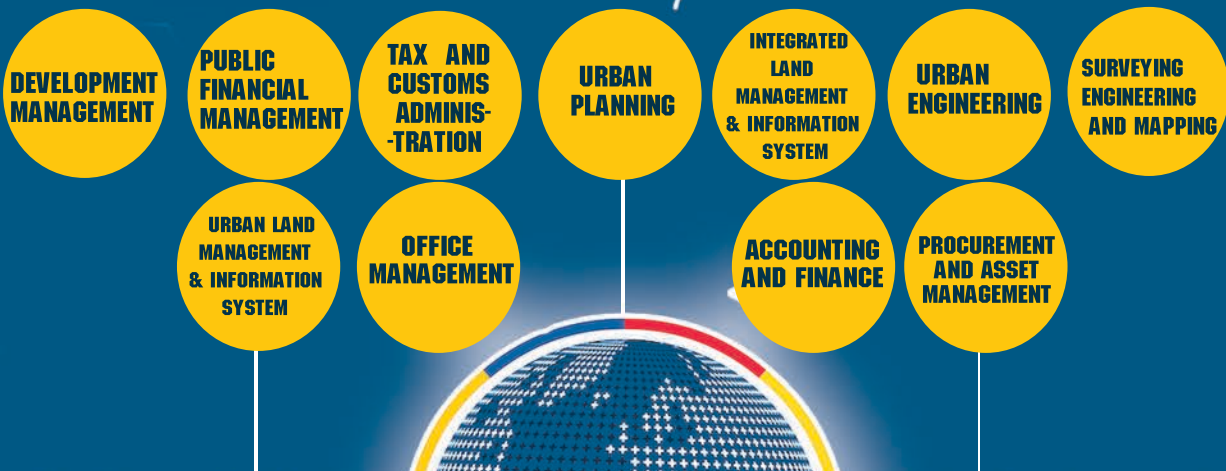 DEVELOPMENT
MANAGEMENT
PUBLIC
FINANCIAL
MANAGEMENT
TAX AND
CUSTOMS
ADMINIS-
-TRATION
URBAN
PLANNING
INTEGRATED
LAND
MANAGEMENT
& INFORMATION
SYSTEM
URBAN
ENGINEERING
SURVEYING
ENGINEERING
AND MAPPING
URBAN LAND
MANAGEMENT
& INFORMATION
SYSTEM
OFFICE
MANAGEMENT
ACCOUNTING
AND FINANCE
PROCUREMENT
AND ASSET
MANAGEMENT